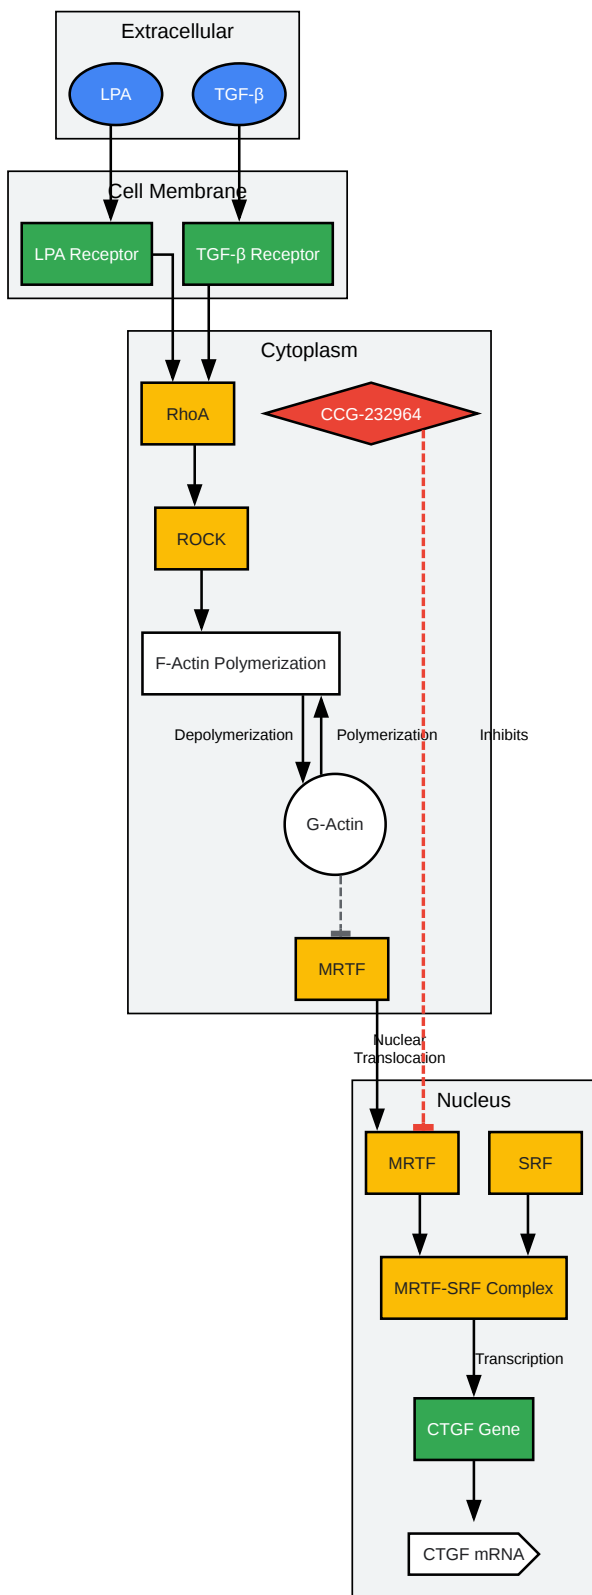 Extracellular
LPA
TGF-β
Cell Membrane
LPA Receptor
TGF-β Receptor
Cytoplasm
RhoA
CCG-232964
ROCK
F-Actin Polymerization
Depolymerization
Polymerization
Inhibits
G-Actin
MRTF
Nuclear
Translocation
Nucleus
MRTF
SRF
MRTF-SRF Complex
Transcription
CTGF Gene
CTGF mRNA